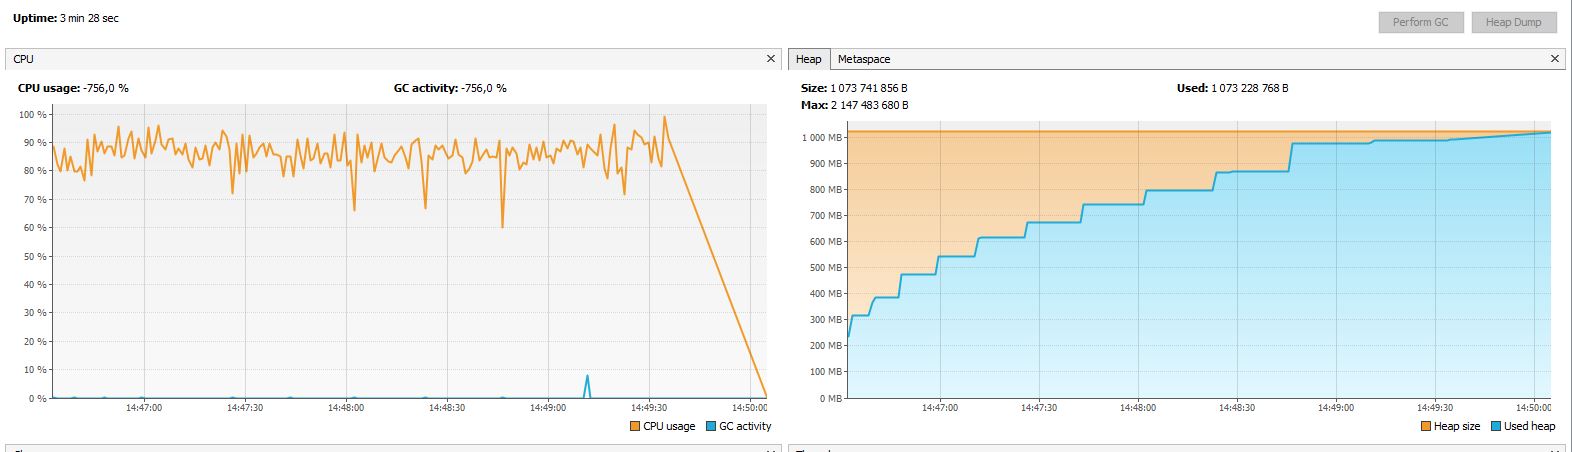 Uptime: 3 min 28 sec
Perform GC
Heap Dump
CPU
CPU usage: -756,0 %
GC activity: -756,0 %
100 %
90 %
80 %
70 %
60 %
50 %
40 %
30 %
20 %
10 %
0 %
14:47:00
14:47:30
14:48:00
14:48:30
14:49:00
14:49:30
14:50:00
CPU usage
GC activity
Heap
Metaspace
Size: 1 073 741 856 B
Used: 1 073 228 768 B
Max: 2 147 483 680 B
1 000 MB
900 MB
800 MB
700 MB
600 MB
500 MB
400 MB
300 MB
200 MB
100 MB
0 MB
14:47:00
14:47:30
14:48:00
14:48:30
14:49:00
14:49:30
14:50:00
Heap size
Used heap